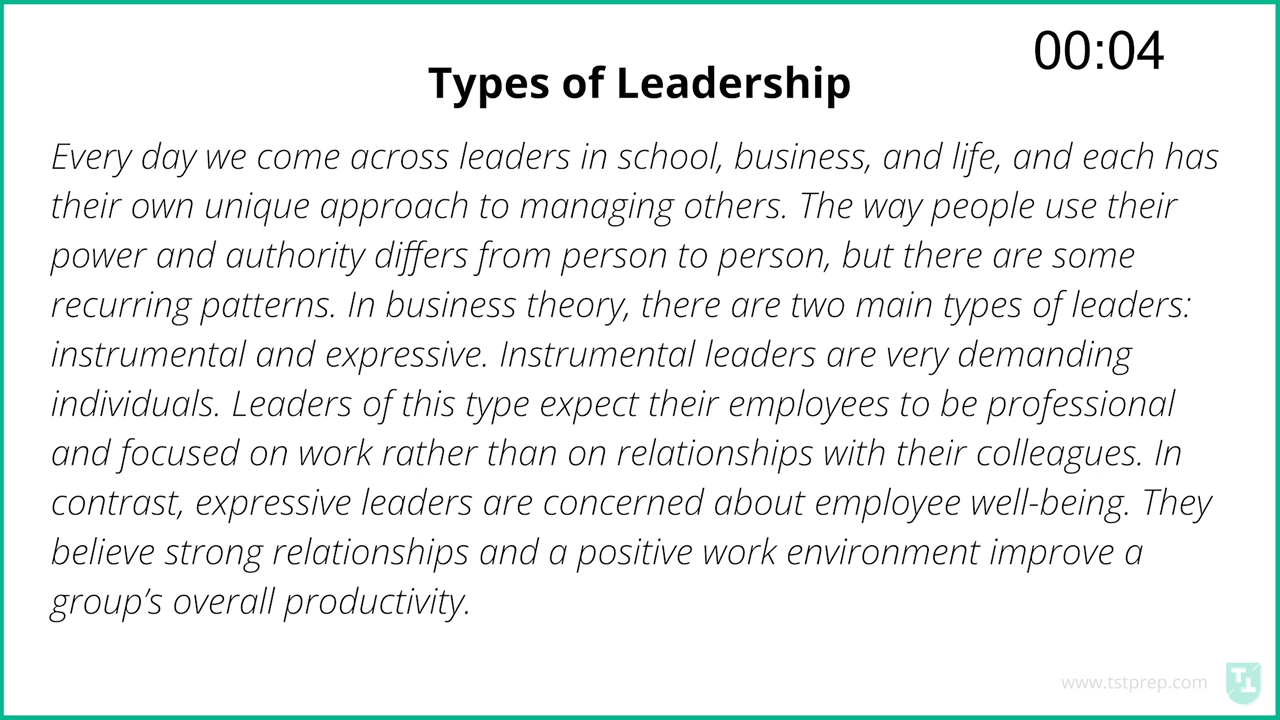 00:04
Types of Leadership
Every day we come across leaders in school, business, and life, and each has
their own unique approach to managing others. The way people use their
power and authority differs from person to person, but there are some
recurring patterns. In business theory, there are two main types of leaders:
instrumental and expressive. Instrumental leaders are very demanding
individuals. Leaders of this type expect their employees to be professional
and focused on work rather than on relationships with their colleagues. In
contrast, expressive leaders are concerned about employee well-being. They
believe strong relationships and a positive work environment improve a
group’s overall productivity.
www.tstprep.com